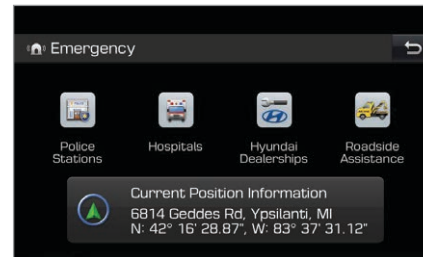 Emergency
Police
Stations
Hospitals
Hyundai
Dealerships
Roadside
Assistance
Current Position Information
6814 Geddes Rd, Ypsilanti, MI
N: 42° 16' 28.87", W: 83° 37' 31.12"